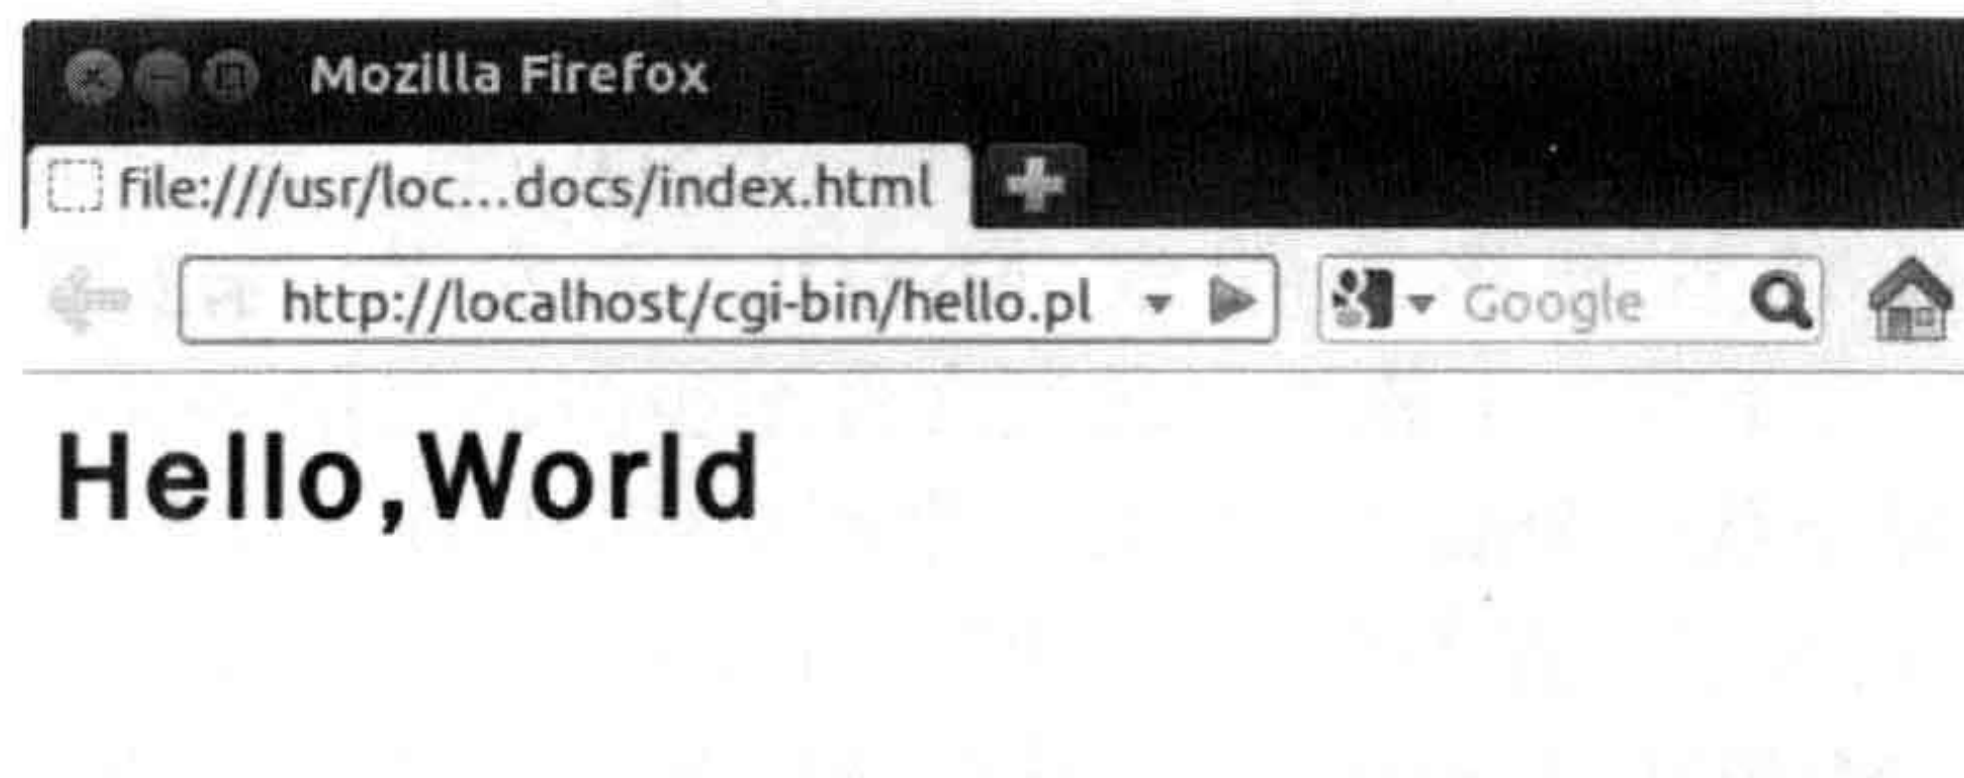 Mozilla Firefox
file:///usr/loc...docs/index.html
http://localhost/cgi-bin/hello.pl
Google
Hello,World